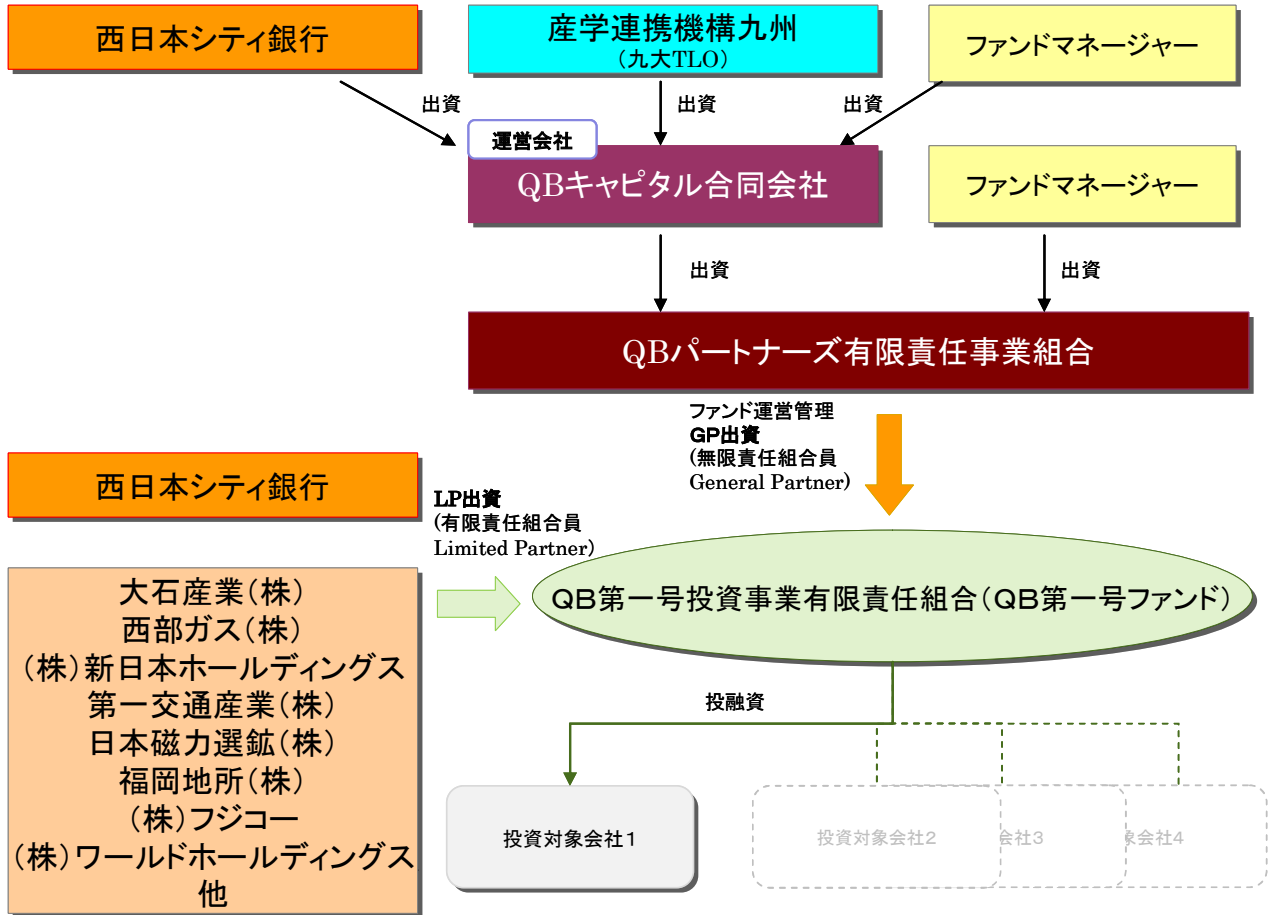 西日本シティ銀行
産学連携機構九州
(九大TLO)
ファンドマネージャー
出資
出資
出資
運営会社
QBキャピタル合同会社
ファンドマネージャー
出資
出資
QBパートナーズ有限責任事業組合
ファンド運営管理
GP出資
(無限責任組合員
General Partner)
西日本シティ銀行
LP出資
(有限責任組合員
Limited Partner)
大石産業(株)
西部ガス(株)
(株)新日本ホールディングス
第一交通産業(株)
日本磁力選鉱(株)
福岡地所(株)
(株)フジコー
(株)ワールドホールディングス
他
QB第一号投資事業有限責任組合(QB第一号ファンド)
投融資
投資対象会社1
投資対象会社2
会社3
象会社4